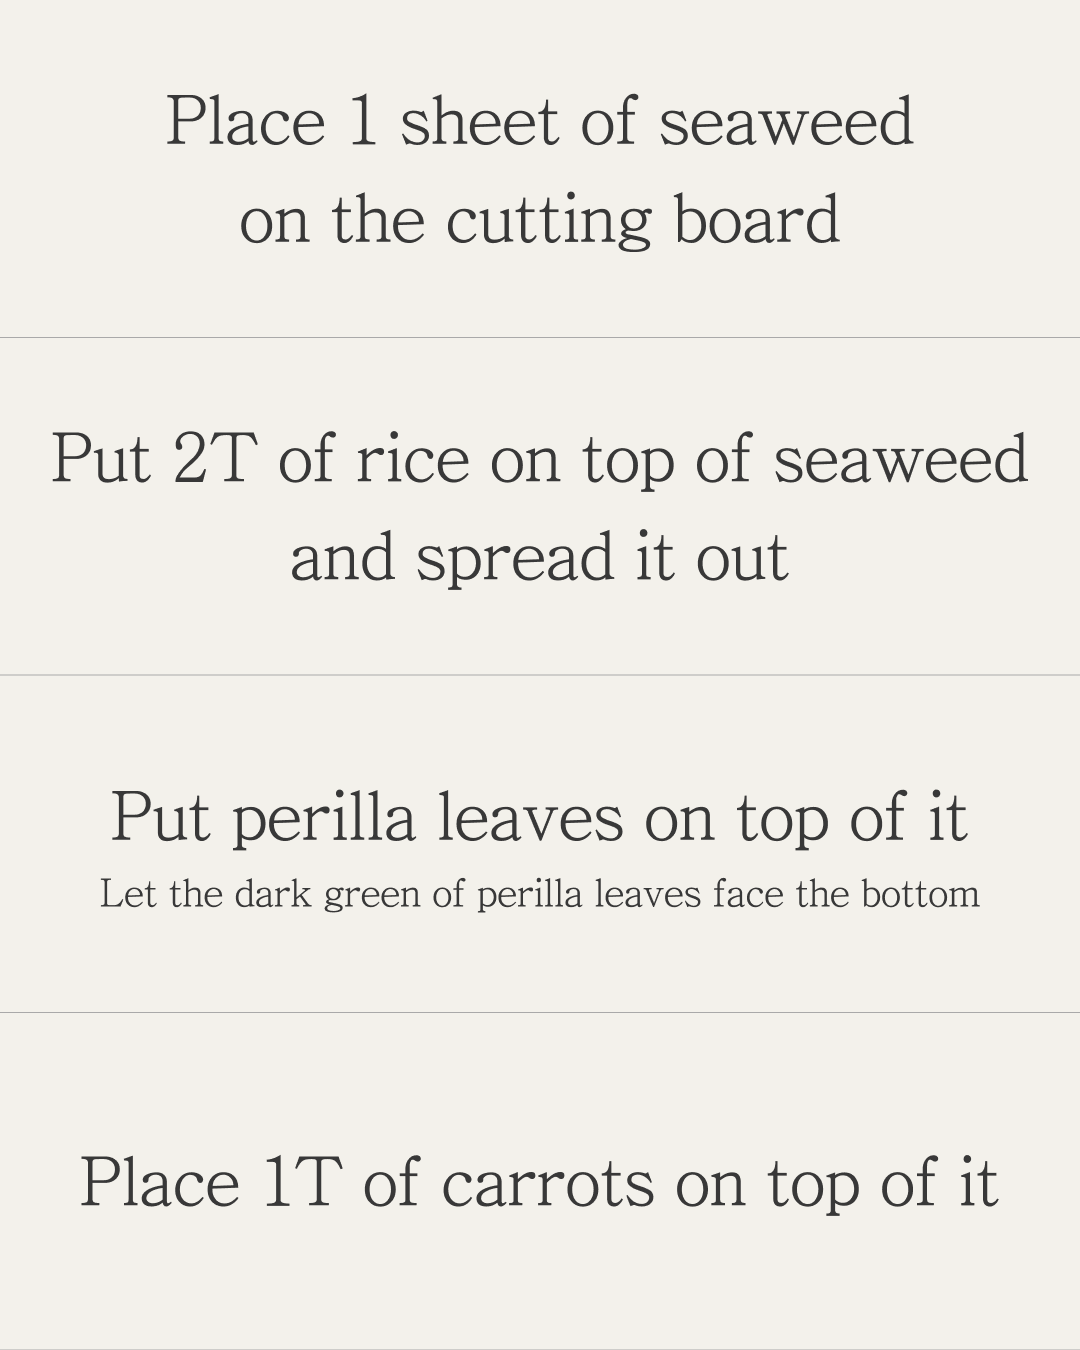 Place 1 sheet of seaweed
on the cutting board
Put 2T of rice on top of seaweed
and spread it out
Put perilla leaves on top of it
Let the dark green of perilla leaves face the bottom
Place 1T of carrots on top of it